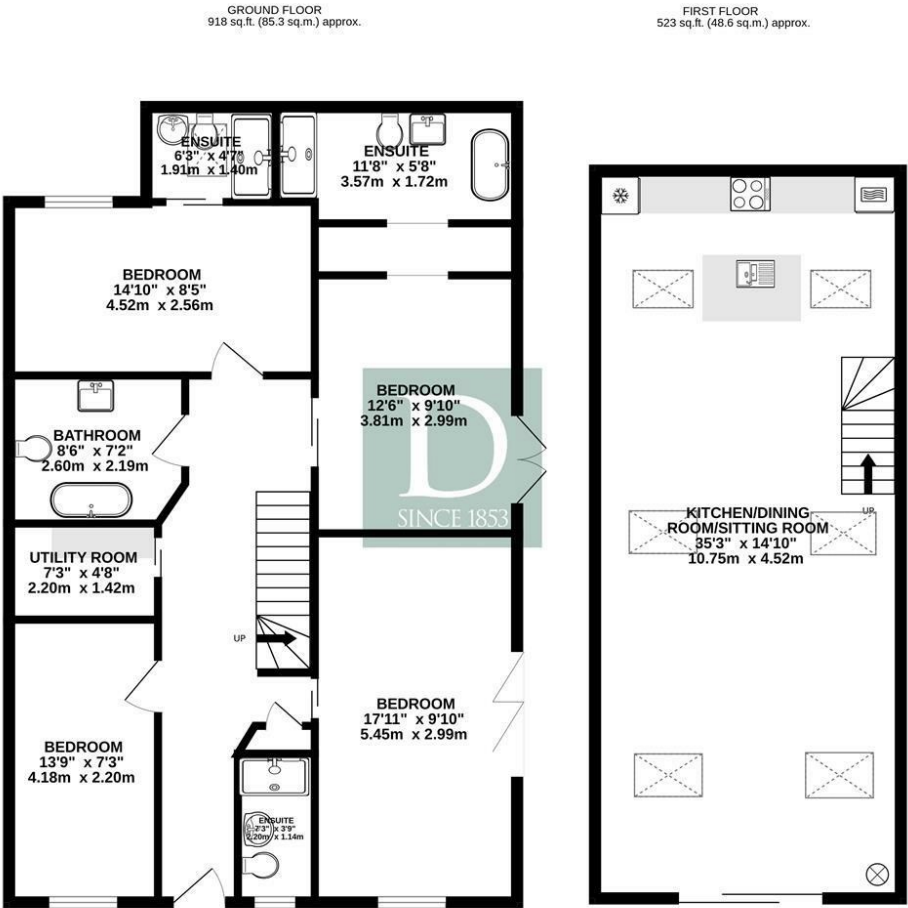 GROUND FLOOR
918 sq.ft. (85.3 sq.m.) approx.
FIRST FLOOR
523 sq.ft. (48.6 sq.m.) approx.
ENSUITE
6'3" x 4'7"
1.91m x 1.40m
ENSUITE
11'8" x 5'8"
3.57m x 1.72m
BEDROOM
14'10" x 8'5"
4.52m x 2.56m
BEDROOM
12'6" x 9'10"
3.81m x 2.99m
D
SINCE 1853
BATHROOM
8'6" x 7'2"
2.60m x 2.19m
UTILITY ROOM
7'3" x 4'8"
2.20m x 1.42m
UP
BEDROOM
17'11" x 9'10"
5.45m x 2.99m
BEDROOM
13'9" x 7'3"
4.18m x 2.20m
ENSUITE
7'3" x 3'9"
2.20m x 1.14m
UP
KITCHEN/DINING
ROOM/SITTING ROOM
35'3" x 14'10"
10.75m x 4.52m